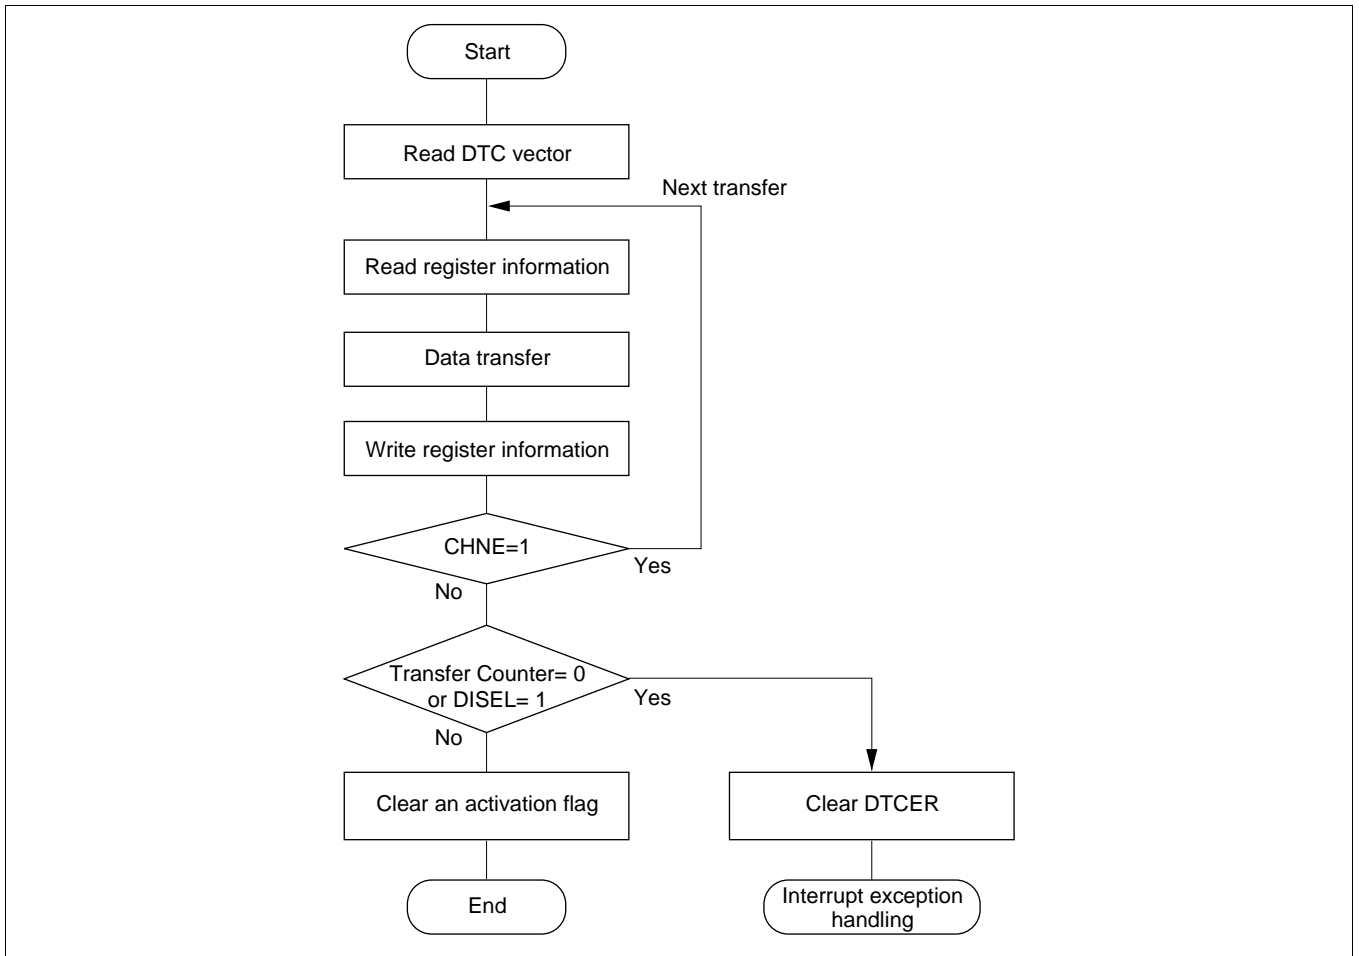 Start
Read DTC vector
Next transfer
Read register information
Data transfer
Write register information
CHNE=1
Yes
No
Transfer Counter= 0
or DISEL= 1
Yes
No
Clear an activation flag
Clear DTCER
End
Interrupt exception
handling